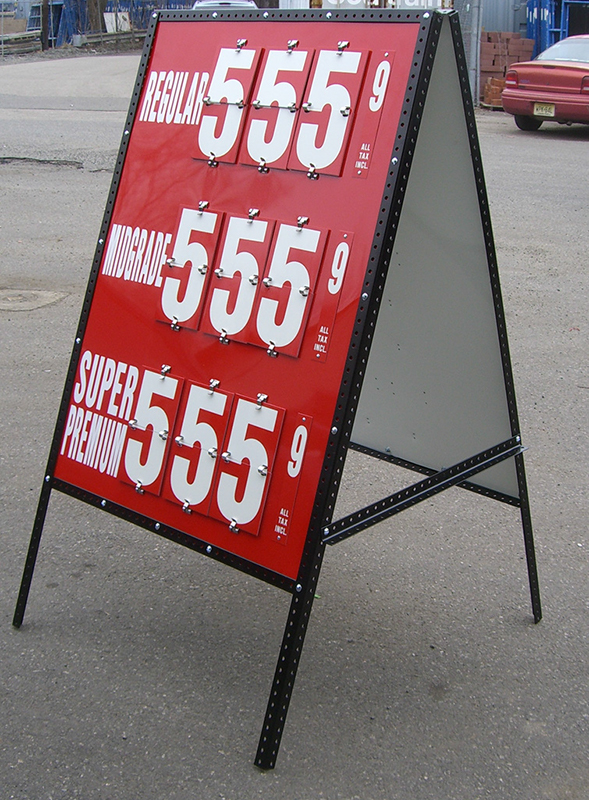 REGULAR 555 9
ALL
TAX
INCL.
MIDGRADE 555 9
ALL
TAX
INCL.
SUPER
PREMIUM 555 9
ALL
TAX
INCL.